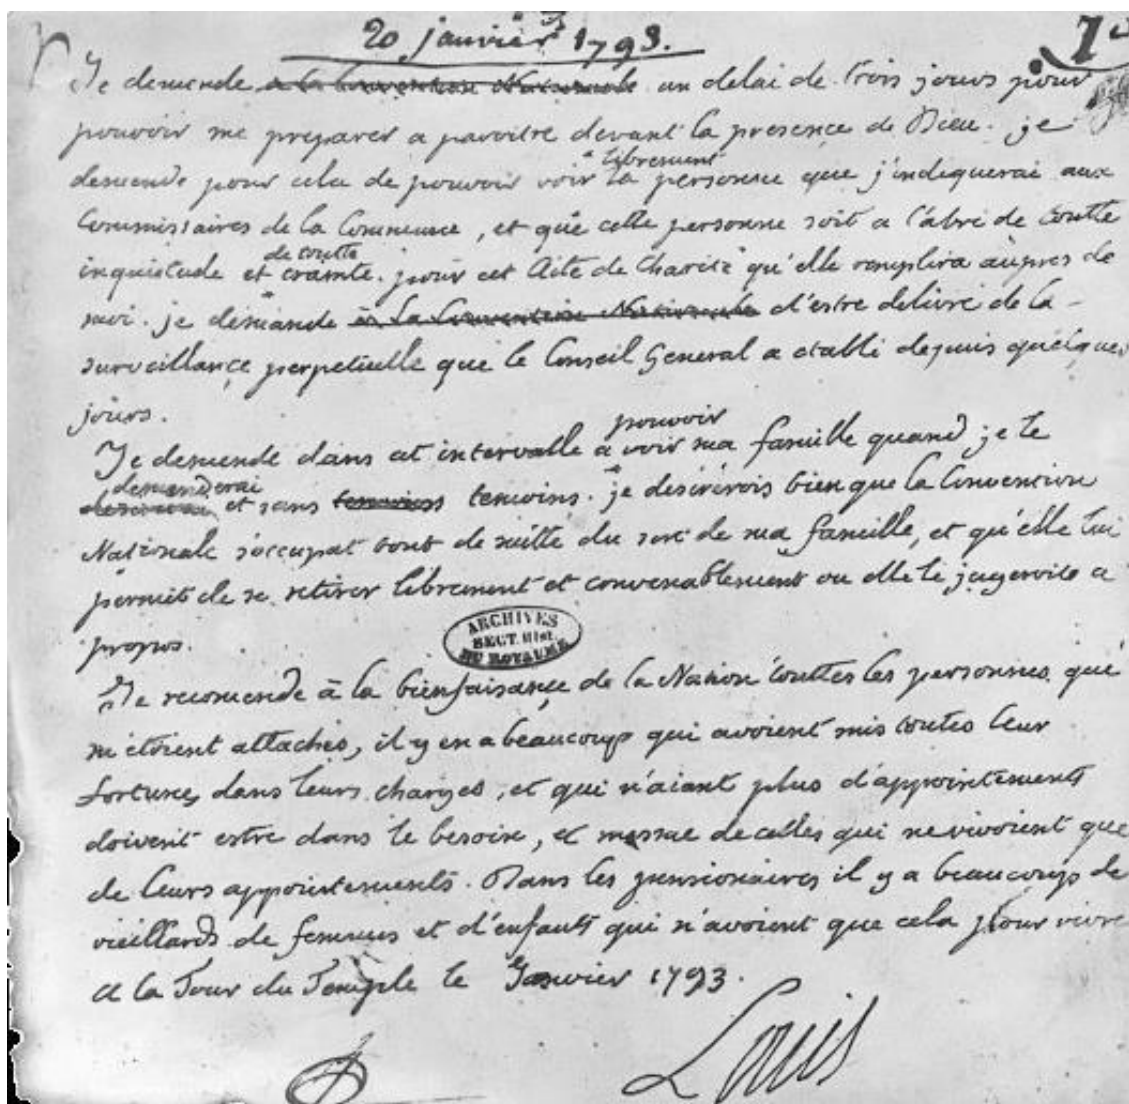 20 janvier 1793.
Je demende a la Convention Nationale un delai de trois jours pour
pouvoir me preparer a paroitre devant la presence de Dieu. je
librement
demende pour cela de pouvoir voir la personne que j'indiquerai aux
Commissaires de la Commune, et que cette personne soit a l'abri de toutte
de toutte
inquietude et crainte pour cet Acte de Charité qu'elle remplira aupres de
moi. je demande a La Convention Nationale d'estre delivré de la
surveillance perpetuelle que le Conseil General a etabli depuis quelques
jours.
pouvoir
Je demende dans cet intervalle a voir ma famille quand je le
demenderai
et sans temoins temoins. je desirerois bien que la Convention
Nationale s'occupat tout de suitte du sort de ma famille, et qu'elle lui
permit de se retirer librement et convenablement ou elle le jugeroit a
propos.
ARCHIVES
SECT. HIST.
DU ROYAUME
Je recomende à la bienfaisance de la Nation touttes les personnes qui
m'etoient attachés, il y en a beaucoup qui avoient mis toutes leur
fortunes dans leurs charges, et qui n'aiant plus d'appointements
doivent estre dans le besoin, et mesme de celles qui ne vivoient que
de leurs appointements. Dans les pensionaires il y a beaucoup de
vieillards de femmes et d'enfants qui n'avoient que cela pour vivre
A la Tour du Temple le Janvier 1793.
Louis